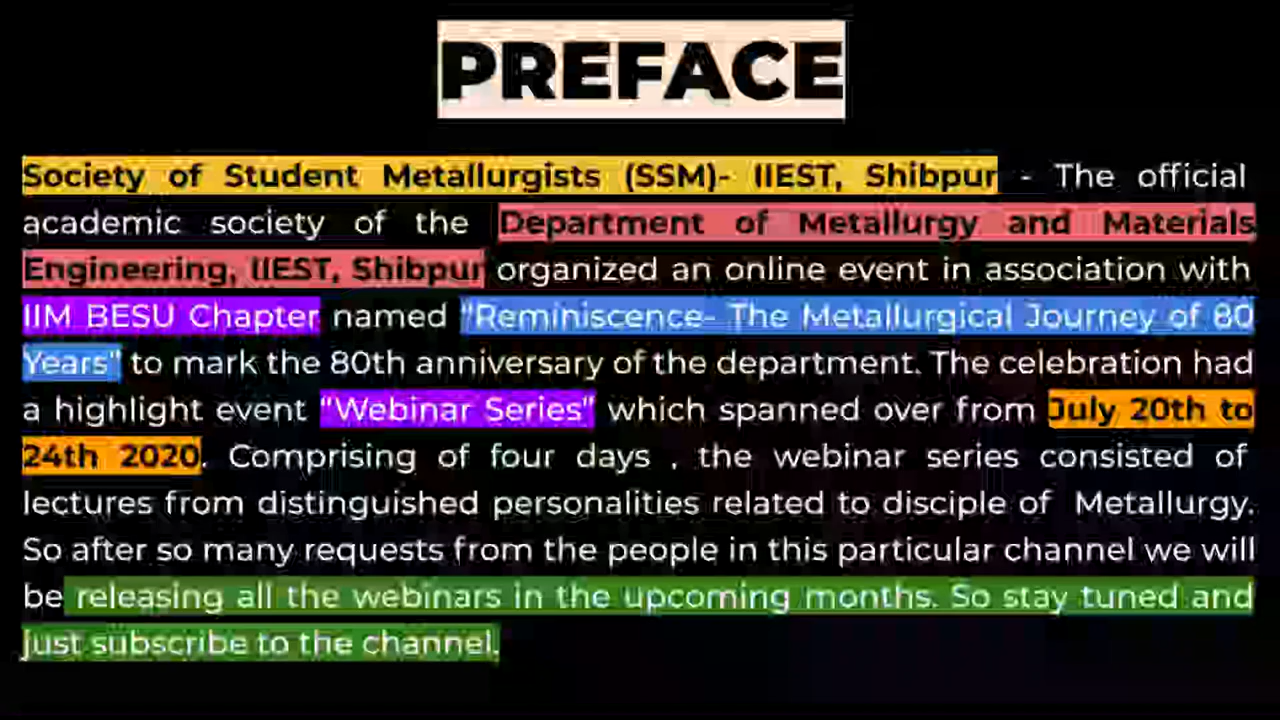 PREFACE
Society of Student Metallurgists (SSM)- IIEST, Shibpur - The official
academic society of the Department of Metallurgy and Materials
Engineering, IIEST, Shibpur organized an online event in association with
IIM BESU Chapter named "Reminiscence- The Metallurgical Journey of 80
Years" to mark the 80th anniversary of the department. The celebration had
a highlight event "Webinar Series" which spanned over from July 20th to
24th 2020. Comprising of four days , the webinar series consisted of
lectures from distinguished personalities related to disciple of Metallurgy.
So after so many requests from the people in this particular channel we will
be releasing all the webinars in the upcoming months. So stay tuned and
just subscribe to the channel.